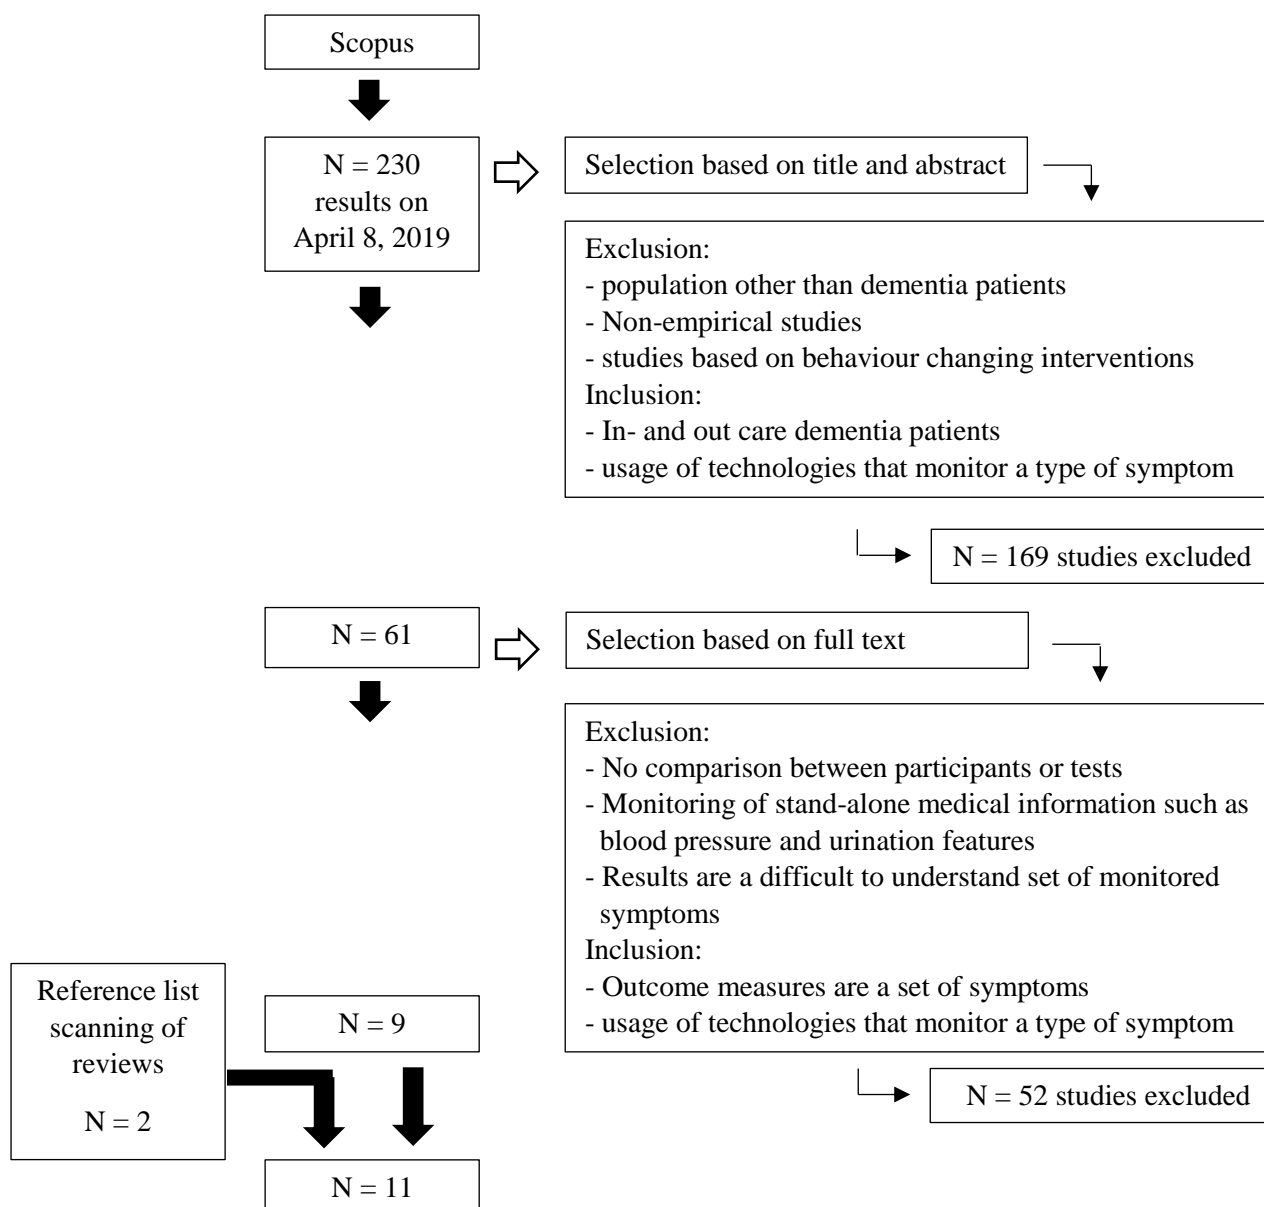 Scopus
N = 230
results on
April 8, 2019
Selection based on title and abstract
Exclusion:
- population other than dementia patients
- Non-empirical studies
- studies based on behaviour changing interventions
Inclusion:
- In- and out care dementia patients
- usage of technologies that monitor a type of symptom
N = 169 studies excluded
N = 61
Selection based on full text
Exclusion:
- No comparison between participants or tests
- Monitoring of stand-alone medical information such as
blood pressure and urination features
- Results are a difficult to understand set of monitored
symptoms
Inclusion:
- Outcome measures are a set of symptoms
- usage of technologies that monitor a type of symptom
N = 52 studies excluded
Reference list
scanning of
reviews
N = 2
N = 9
N = 11